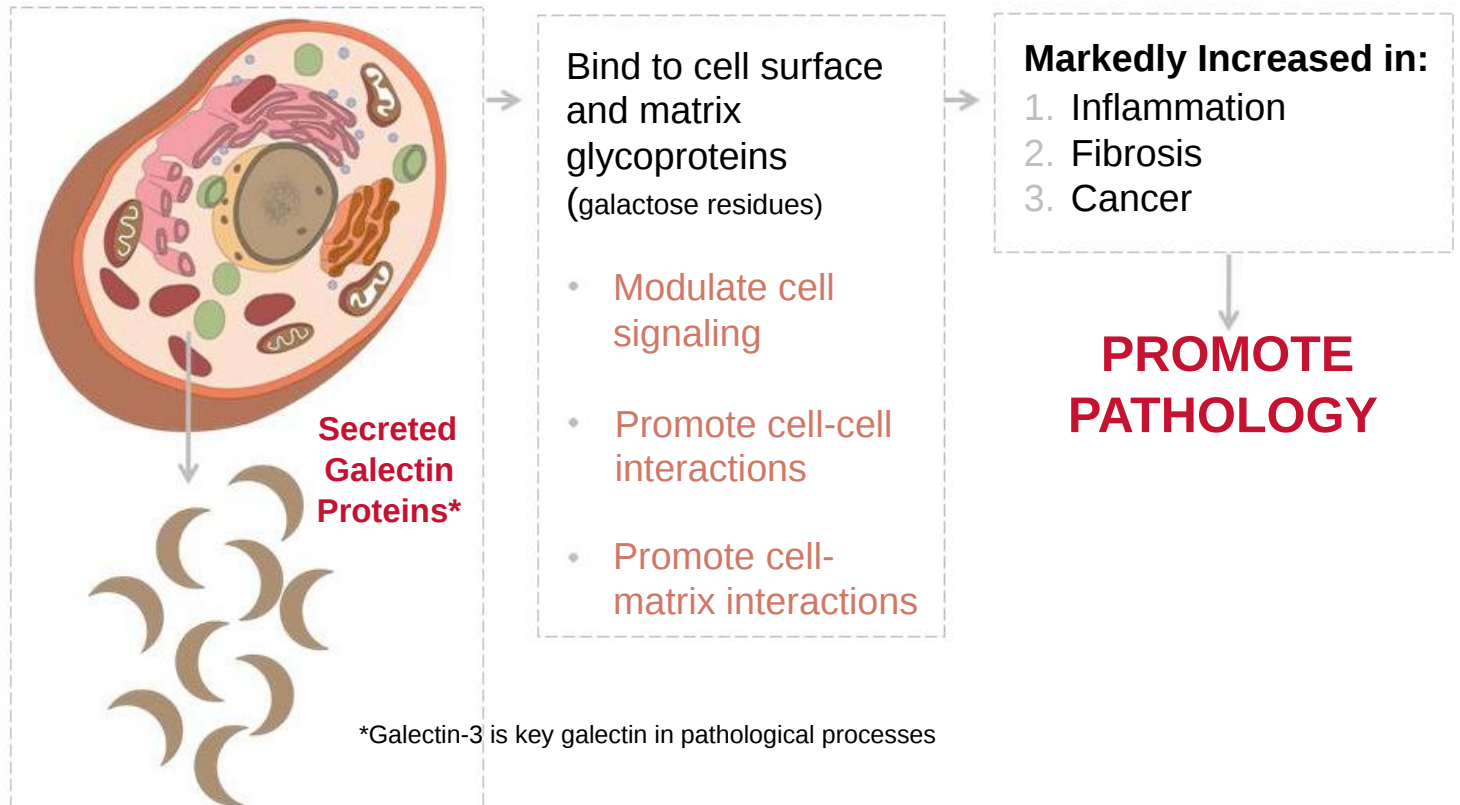 Secreted
Galectin
Proteins*
Bind to cell surface
and matrix
glycoproteins
(galactose residues)
• Modulate cell
signaling
• Promote cell-cell
interactions
• Promote cell-
matrix interactions
Markedly Increased in:
1. Inflammation
2. Fibrosis
3. Cancer
PROMOTE
PATHOLOGY
*Galectin-3 is key galectin in pathological processes